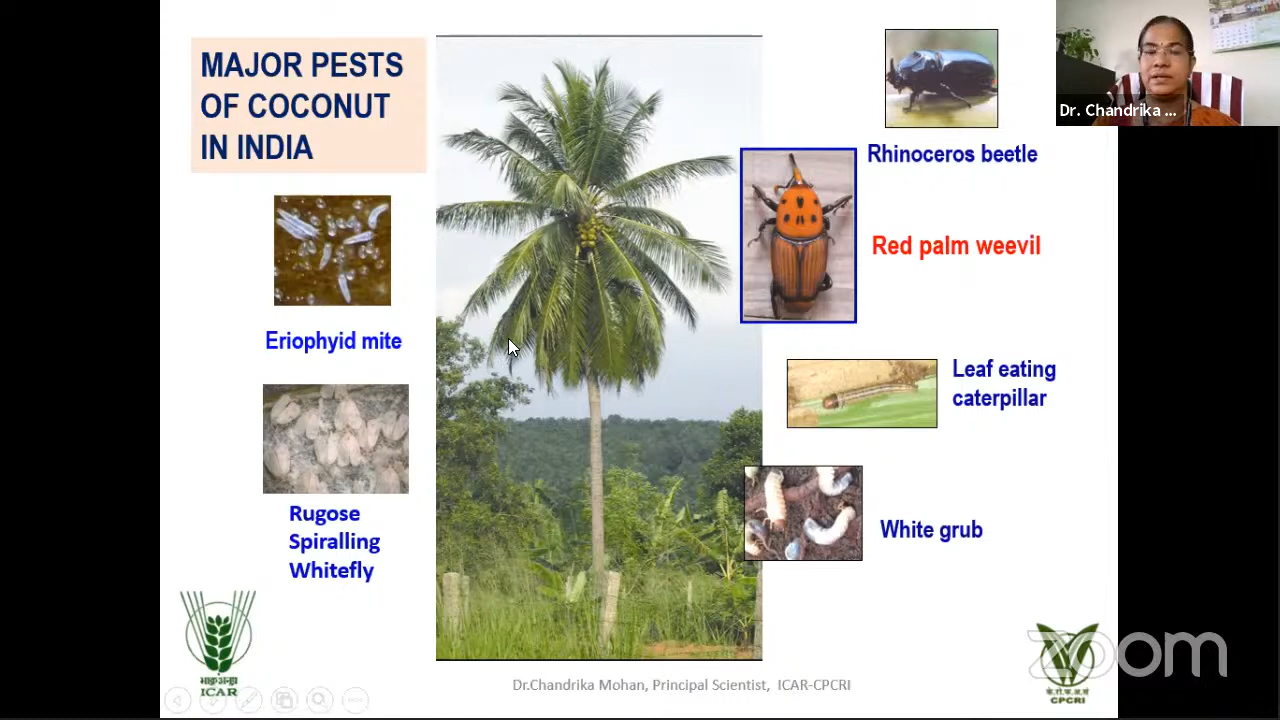 MAJOR PESTS
OF COCONUT
IN INDIA
Dr. Chandrika ...
Rhinoceros beetle
Red palm weevil
Eriophyid mite
Leaf eating
caterpillar
Rugose
Spiralling
Whitefly
White grub
ICAR
Dr.Chandrika Mohan, Principal Scientist, ICAR-CPCRI
zoom
CPCRI